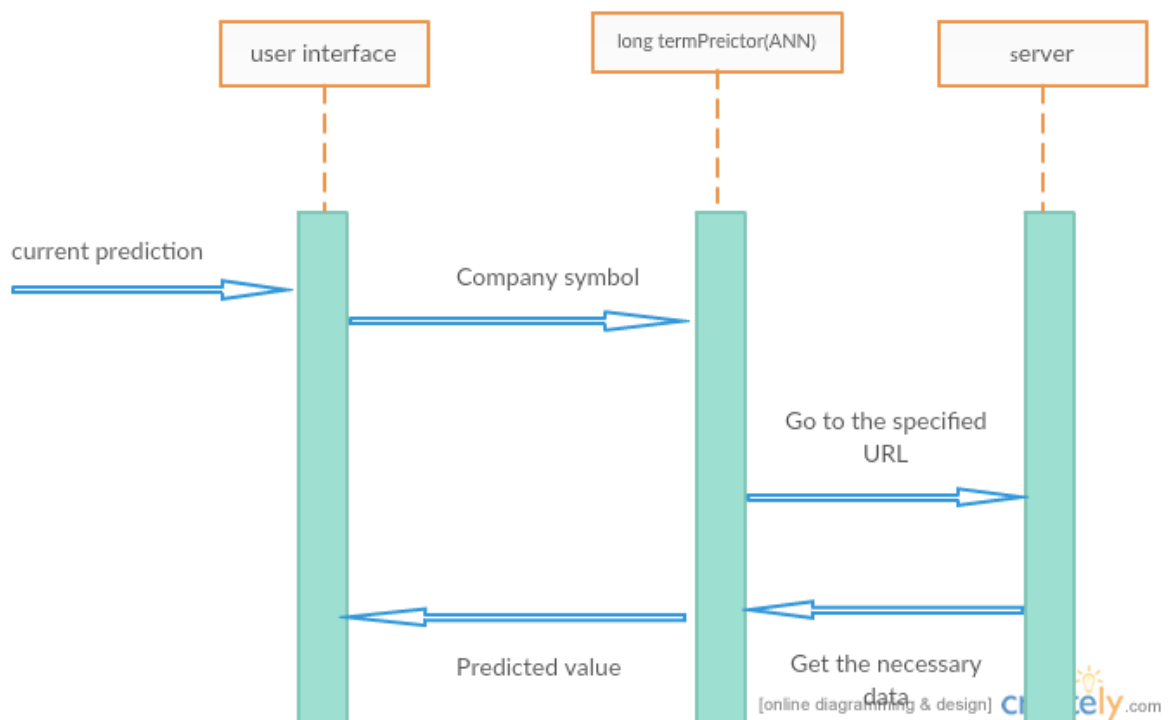 user interface
long termPreictor(ANN)
server
current prediction
Company symbol
Go to the specified
URL
Predicted value
Get the necessary
data
[online diagramming & design]
.com